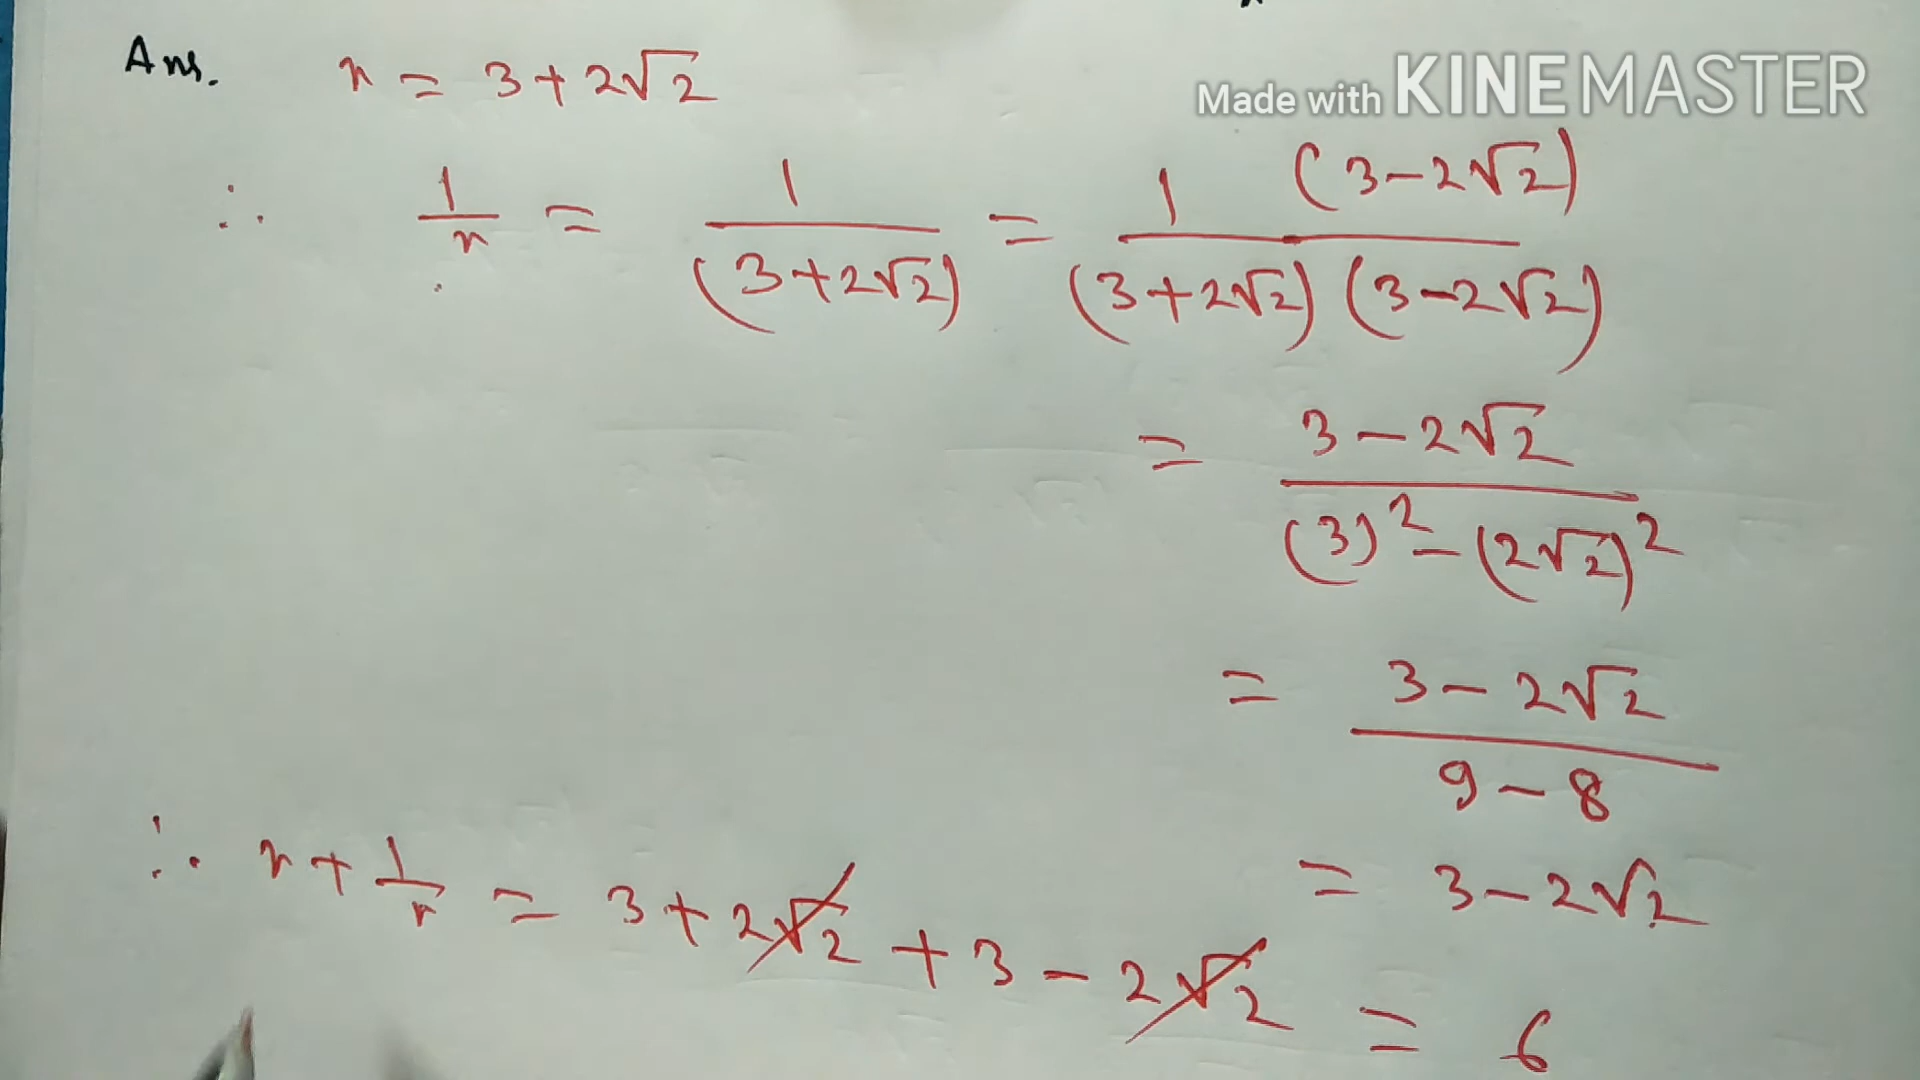 Ans. x = 3+2√2
Made with KINEMASTER
∴ 1/x = 1/(3+2√2) = 1 (3-2√2)/(3+2√2)(3-2√2)
= 3-2√2/(3)²-(2√2)²
= 3-2√2/9-8
= 3-2√2
∴ x+1/x = 3+2√2+3-2√2 = 6